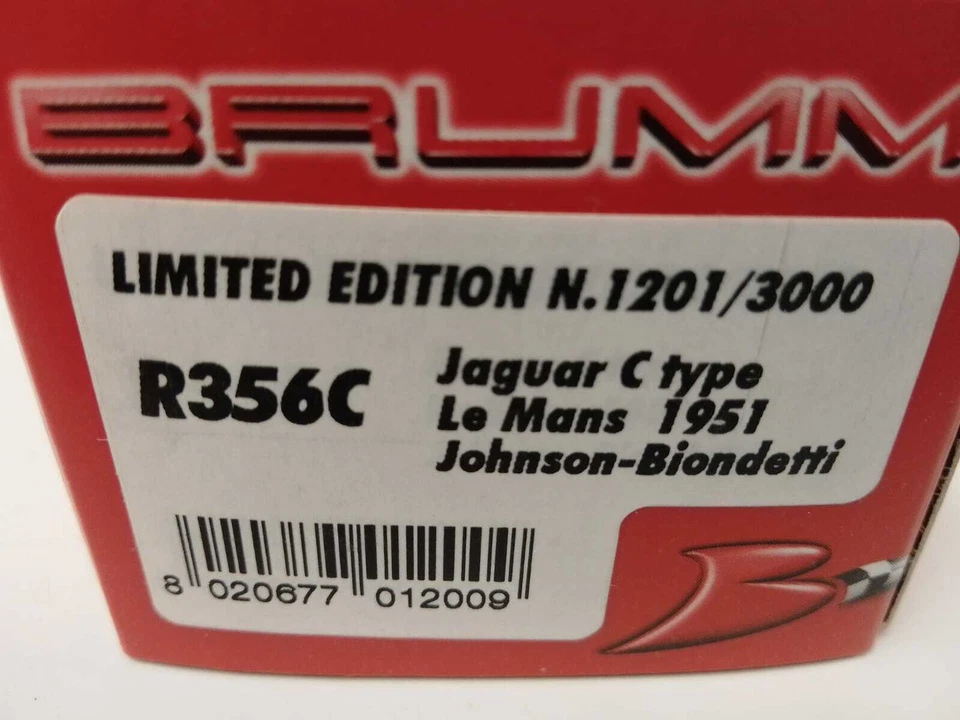 BRUMM
LIMITED EDITION N.1201/3000
R356C
Jaguar C type
Le Mans 1951
Johnson-Biondetti
8 020677 012009
B